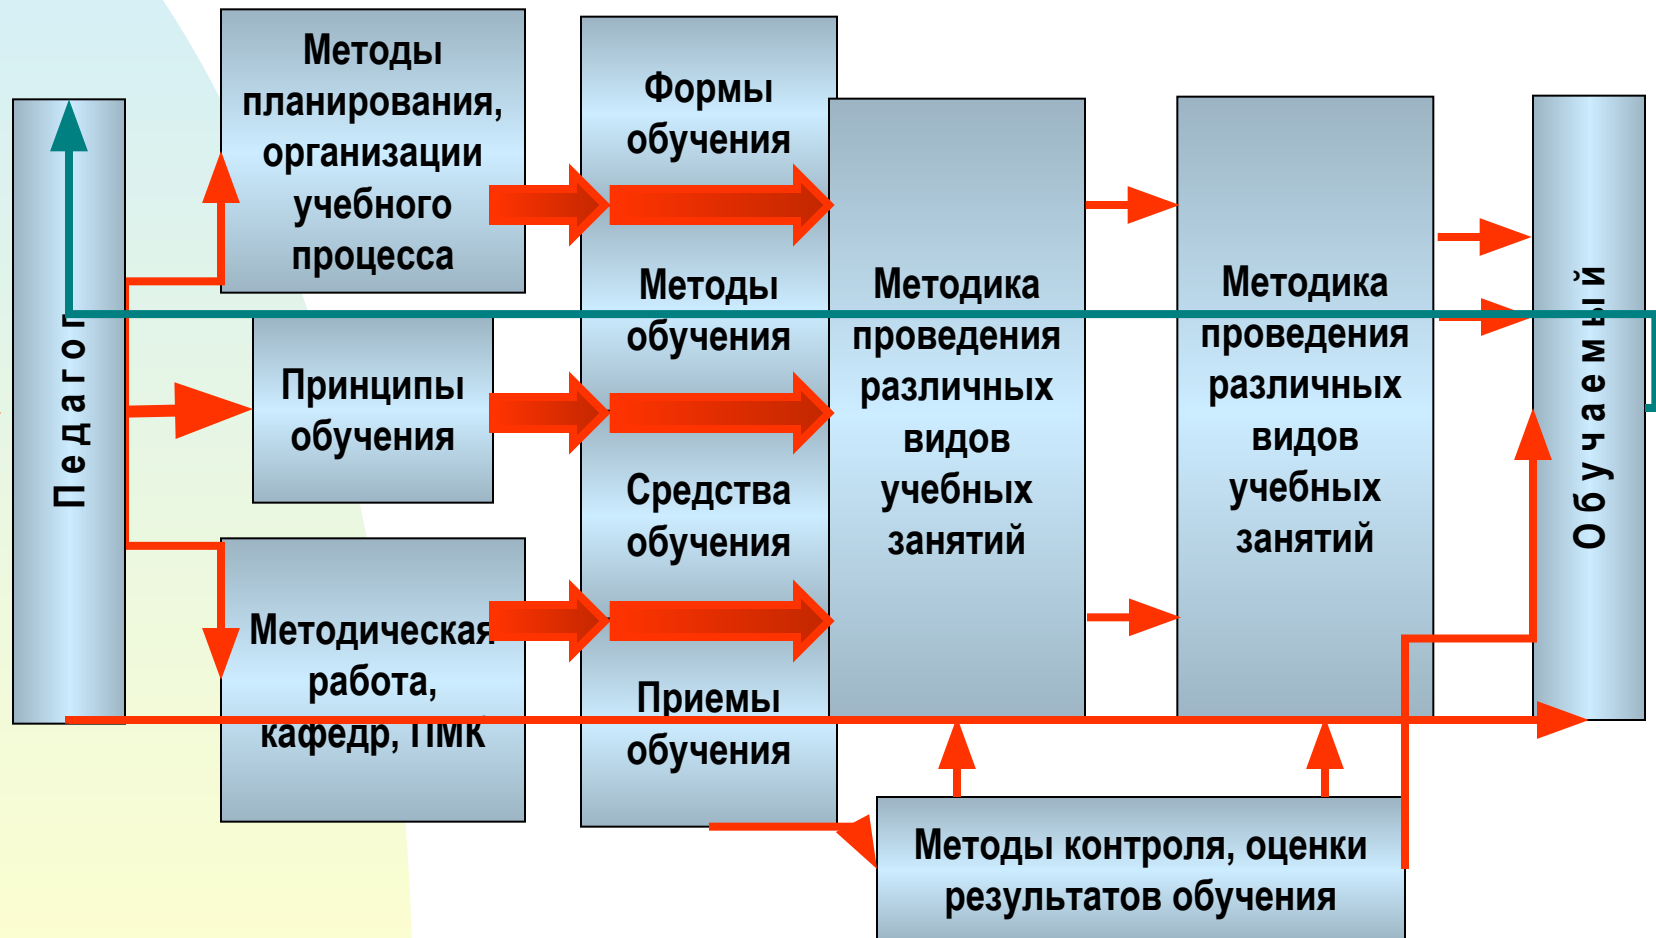 Педагог
Методы
планирования,
организации
учебного
процесса
Принципы
обучения
Методическая
работа,
кафедр, ПМК
Формы
обучения
Методы
обучения
Средства
обучения
Приемы
обучения
Методика
проведения
различных
видов
учебных
занятий
Методика
проведения
различных
видов
учебных
занятий
Обучаемый
Методы контроля, оценки
результатов обучения